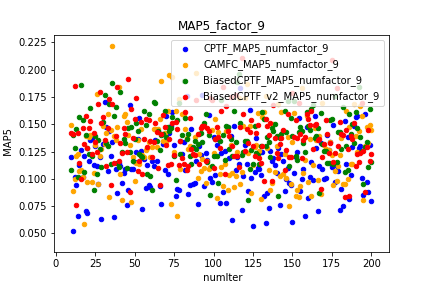 MAP5_factor_9
CPTF_MAP5_numfactor_9
CAMFC_MAP5_numfactor_9
BiasedCPTF_MAP5_numfactor_9
BiasedCPTF_v2_MAP5_numfactor_9
MAP5
0.225
0.200
0.175
0.150
0.125
0.100
0.075
0.050
0 25 50 75 100 125 150 175 200
numIter